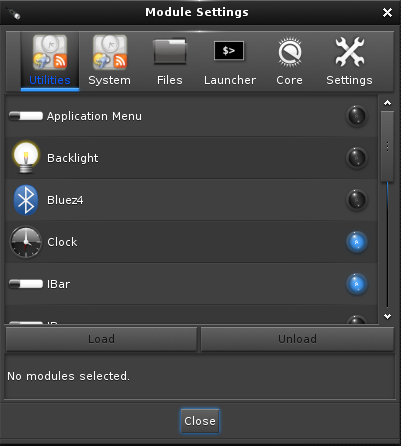 Module Settings
Utilities System Files Launcher Core Settings
$>
Application Menu
Backlight
Bluez4
Clock
IBar
Load Unload
No modules selected.
Close